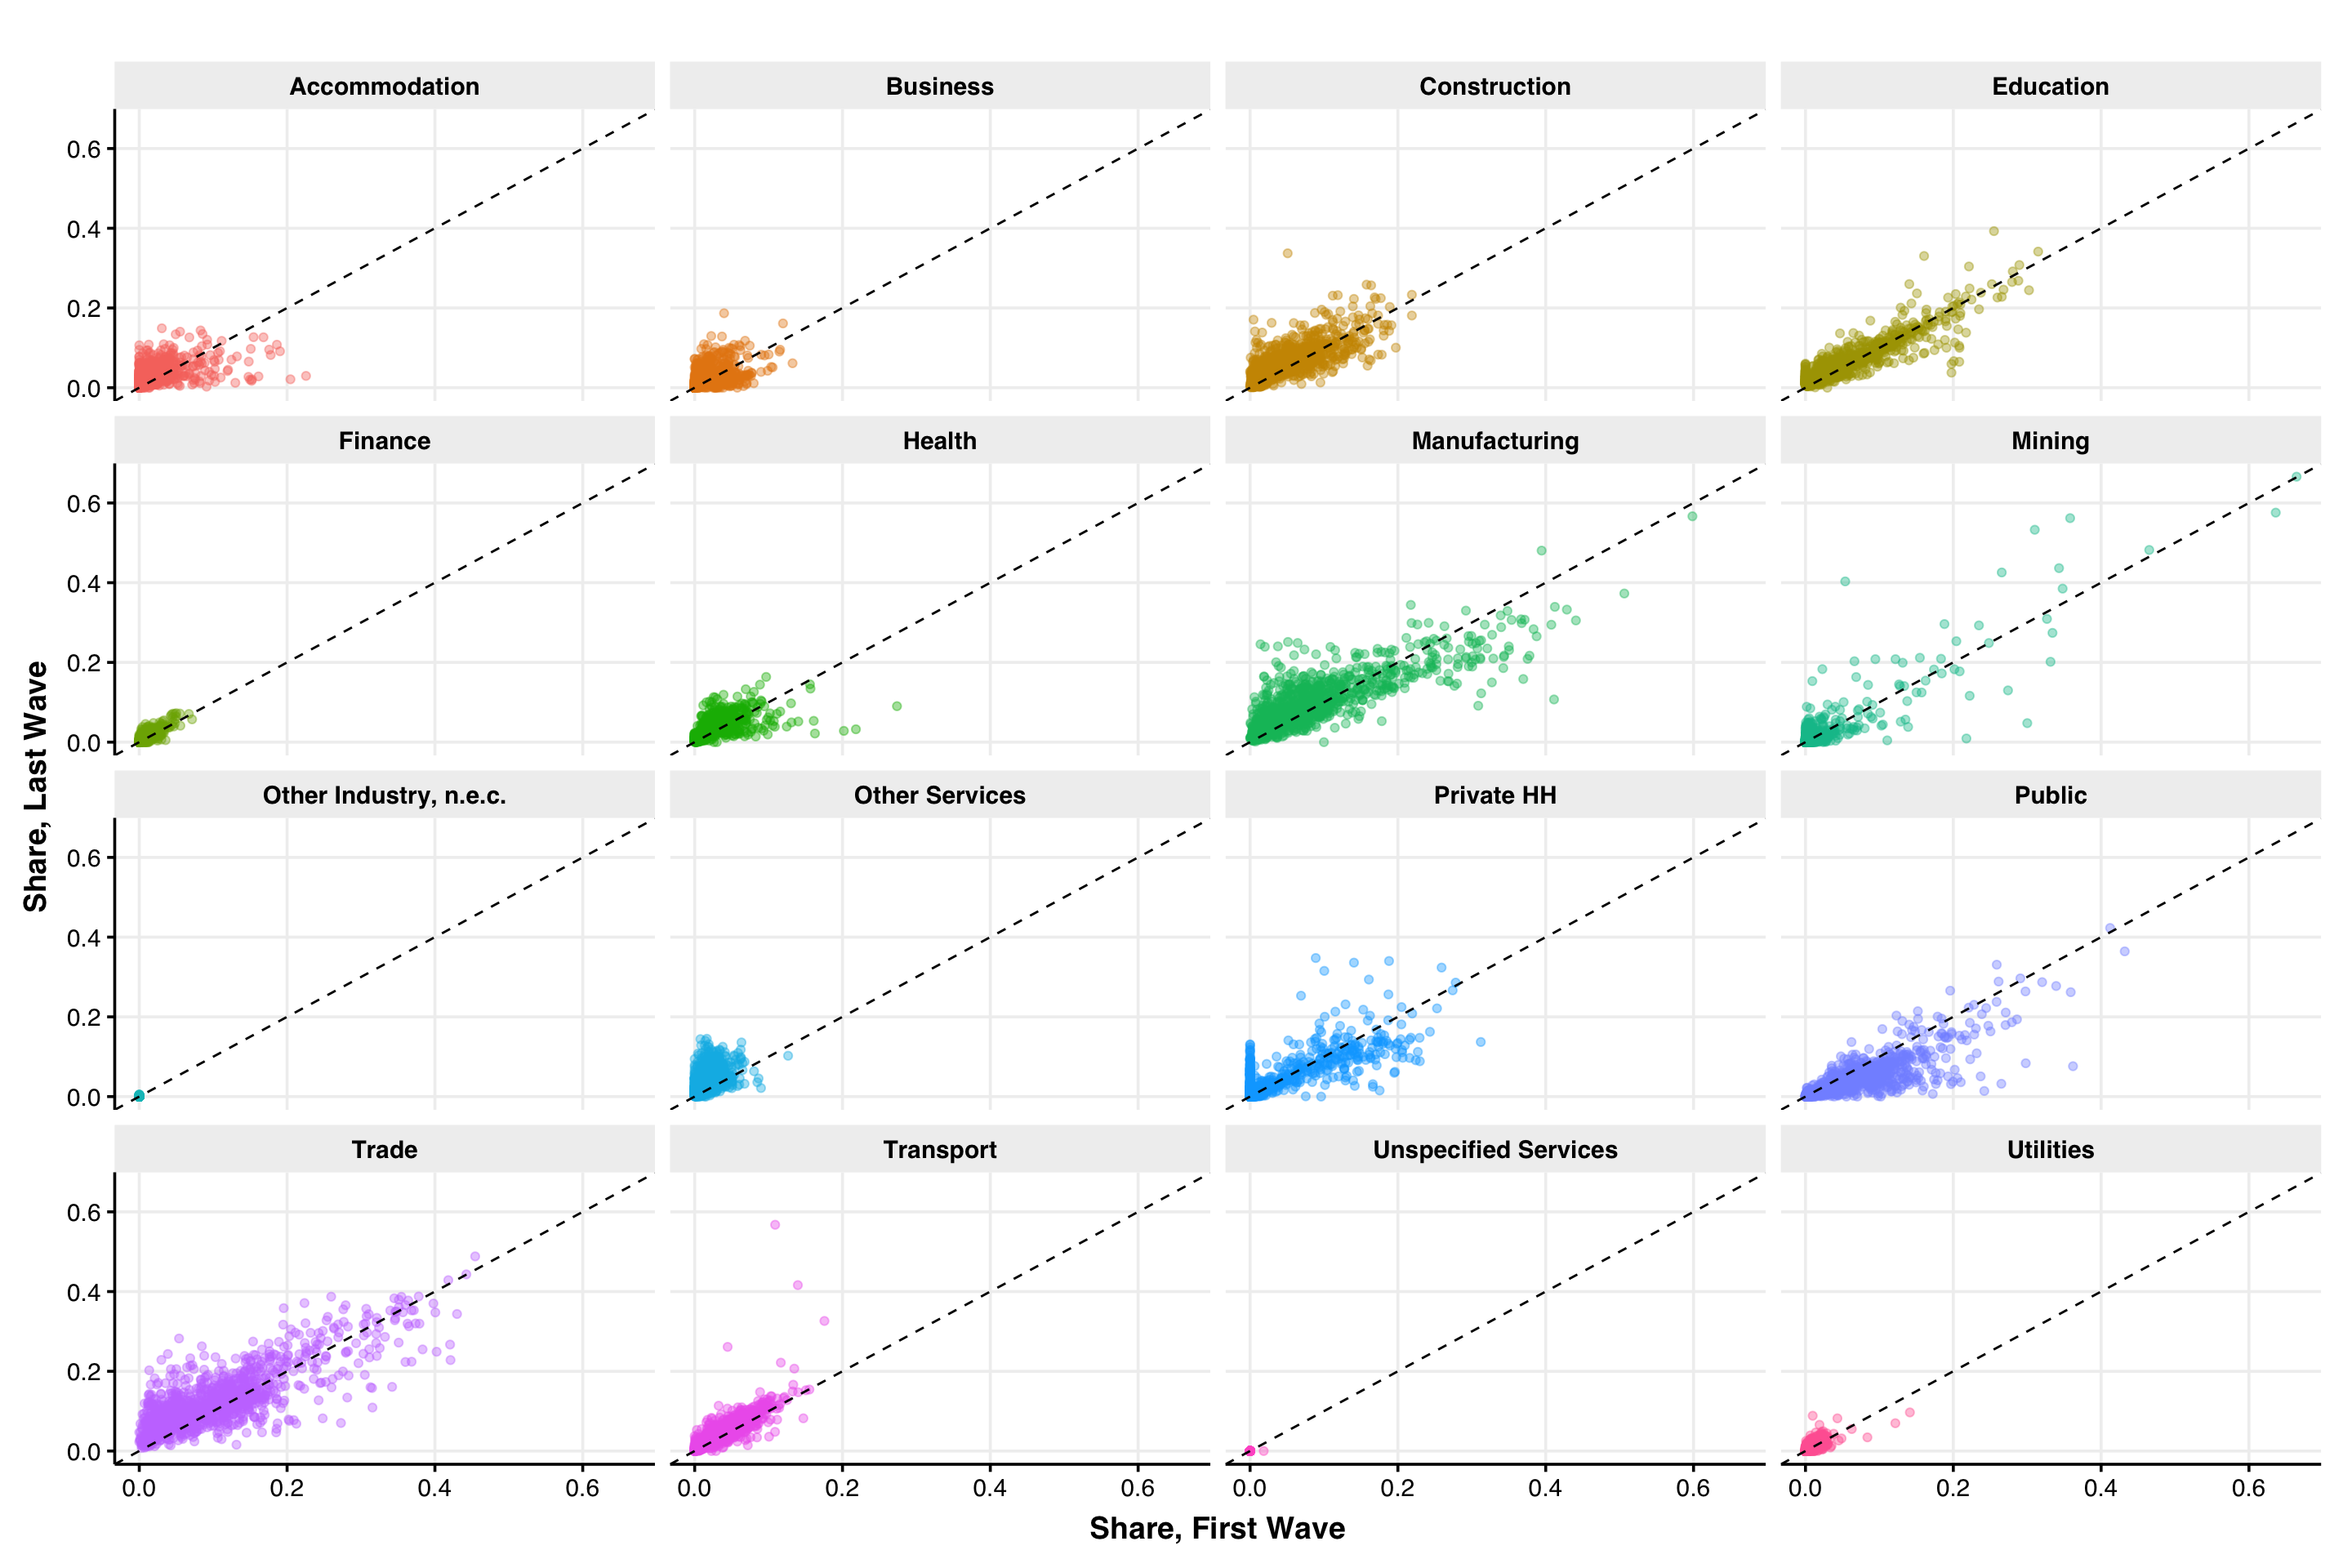 Accommodation Business Construction Education
0.6
0.4
0.2
0.0
Finance Health Manufacturing Mining
0.6
0.4
0.2
0.0
Share, Last Wave
Other Industry, n.e.c. Other Services Private HH Public
0.6
0.4
0.2
0.0
Trade Transport Unspecified Services Utilities
0.6
0.4
0.2
0.0
0.0 0.2 0.4 0.6 0.0 0.2 0.4 0.6 0.0 0.2 0.4 0.6 0.0 0.2 0.4 0.6
Share, First Wave